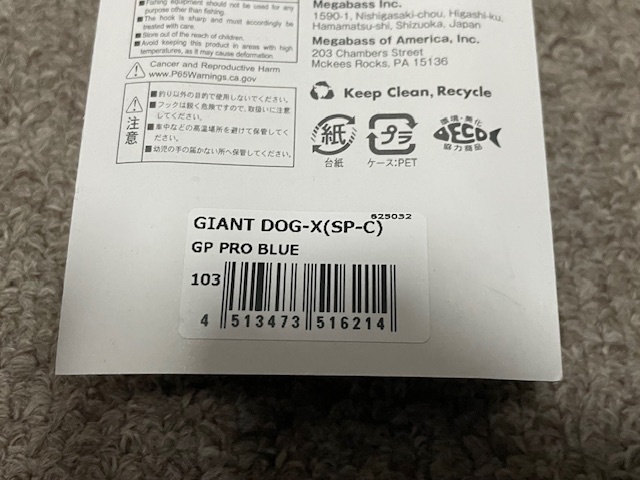 ■ Fishing equipment should not be used for any
purpose other than fishing.
■ The hook is sharp and must accordingly be
treated with care.
■ Store out of the reach of children.
■ Avoid keeping this product in areas with high
temperatures, as it may cause deformation.
Cancer and Reproductive Harm
www.P65Warnings.ca.gov
注意
■釣り以外の目的で使用しないでください。
■フックは鋭く危険ですので、取扱いに注意
してください。
■車中などの高温場所を避けて保管してく
ださい。
■幼児の手の届かない所へ保管してください。
Megabass Inc.
1590-1, Nishigasaki-chou, Higashi-ku,
Hamamatsu-shi, Shizuoka, Japan
Megabass of America, Inc.
203 Chambers Street
Mckees Rocks, PA 15136
Keep Clean, Recycle
紙
台紙
プラ
ケース:PET
環境・美化
ECO
協力商品
625032
GIANT DOG-X(SP-C)
GP PRO BLUE
103
4 513473 516214